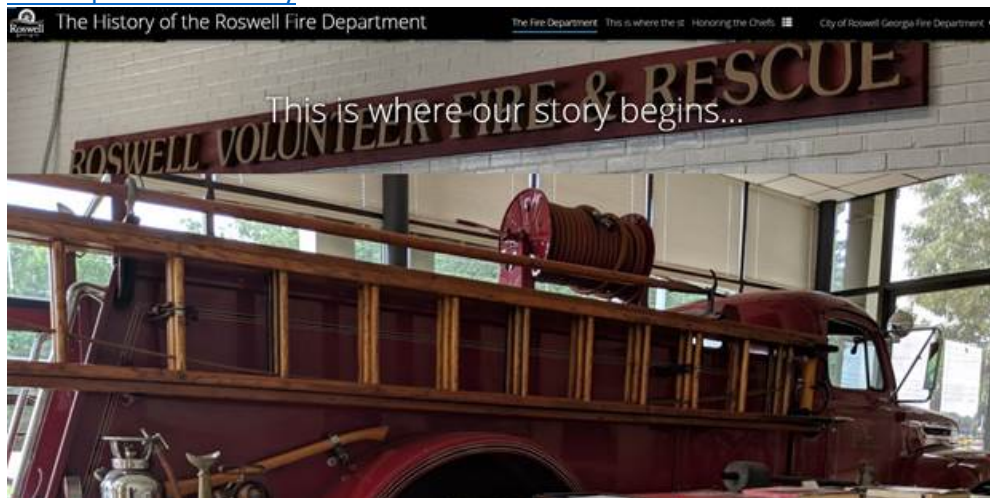 Roswell
The History of the Roswell Fire Department
The Fire Department This is where the st Honoring the Chiefs
City of Roswell Georgia Fire Department
ROSWELL VOLUNTEER FIRE & RESCUE
This is where our story begins...